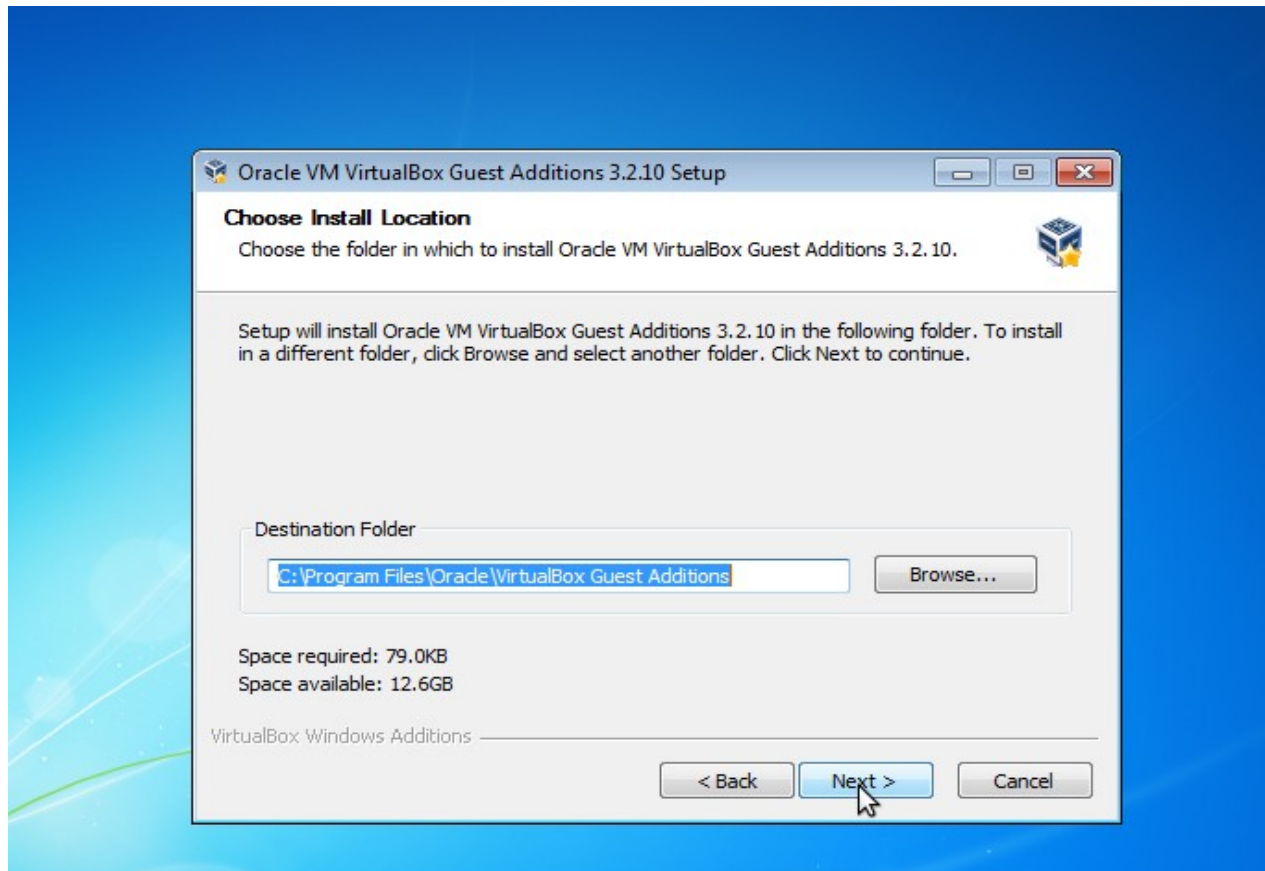 Oracle VM VirtualBox Guest Additions 3.2.10 Setup
Choose Install Location
Choose the folder in which to install Oracle VM VirtualBox Guest Additions 3.2.10.
Setup will install Oracle VM VirtualBox Guest Additions 3.2.10 in the following folder. To install
in a different folder, click Browse and select another folder. Click Next to continue.
Destination Folder
C:\Program Files\Oracle\VirtualBox Guest Additions
Browse...
Space required: 79.0KB
Space available: 12.6GB
VirtualBox Windows Additions
< Back
Next >
Cancel